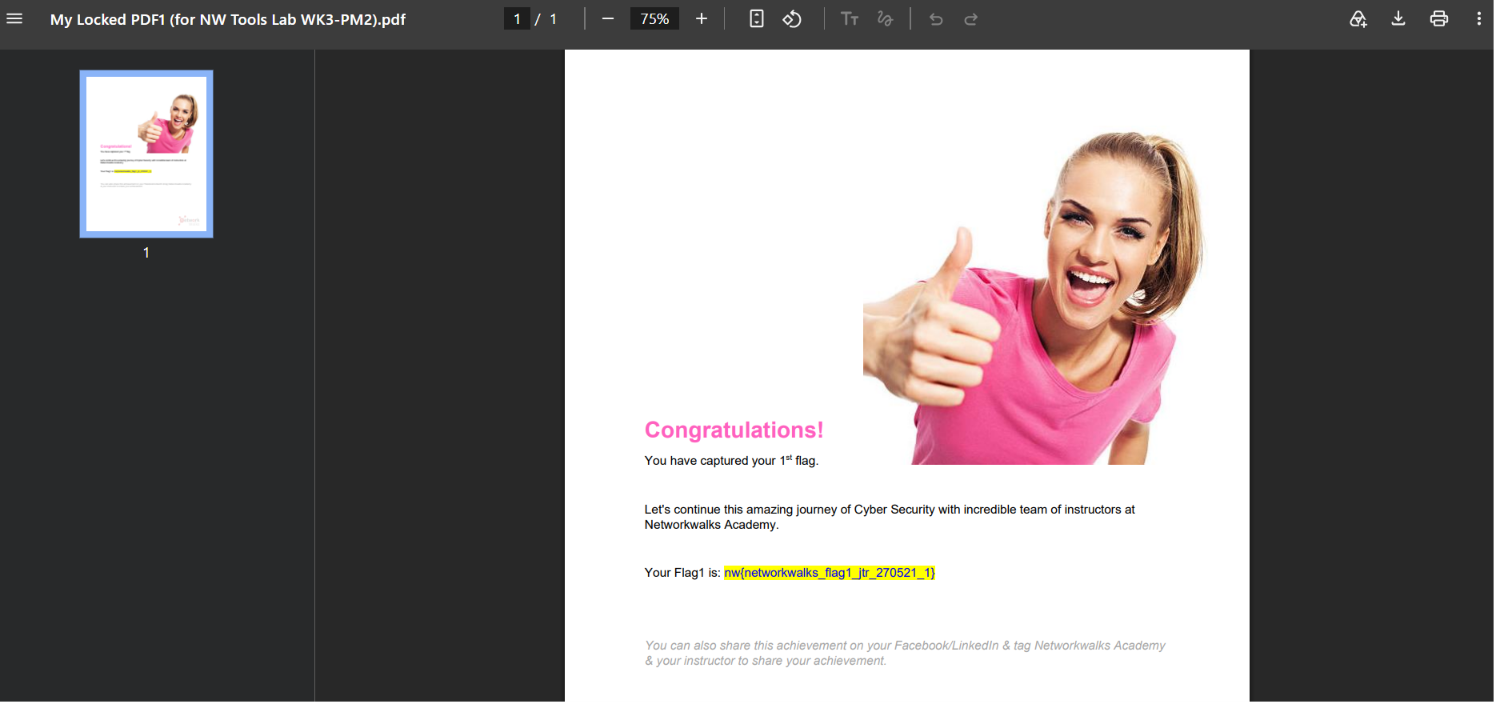 My Locked PDF1 (for NW Tools Lab WK3-PM2).pdf
1 / 1
75%
1
Congratulations!
You have captured your 1st flag.
Let's continue this amazing journey of Cyber Security with incredible team of instructors at
Networkwalks Academy.
Your Flag1 is: nw{networkwalks_flag1_jtr_270521_1}
You can also share this achievement on your Facebook/LinkedIn & tag Networkwalks Academy
& your instructor to share your achievement.